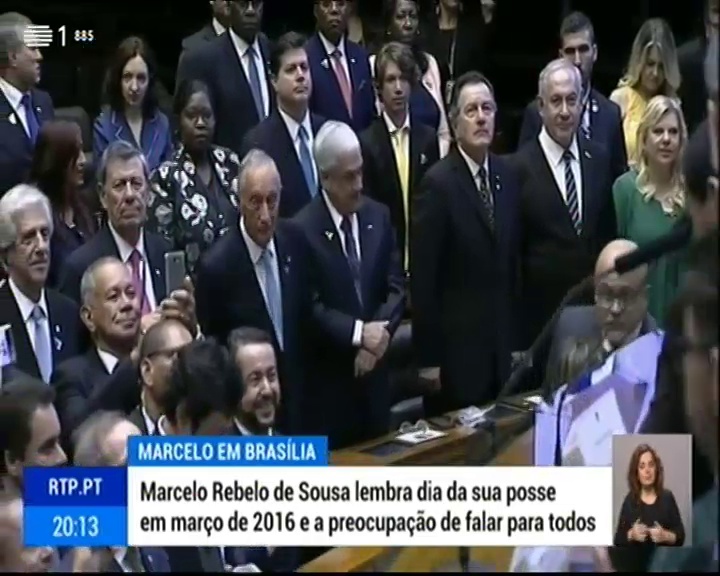 1 885
MARCELO EM BRASÍLIA
RTP.PT
Marcelo Rebelo de Sousa lembra dia da sua posse
20:13
em março de 2016 e a preocupação de falar para todos